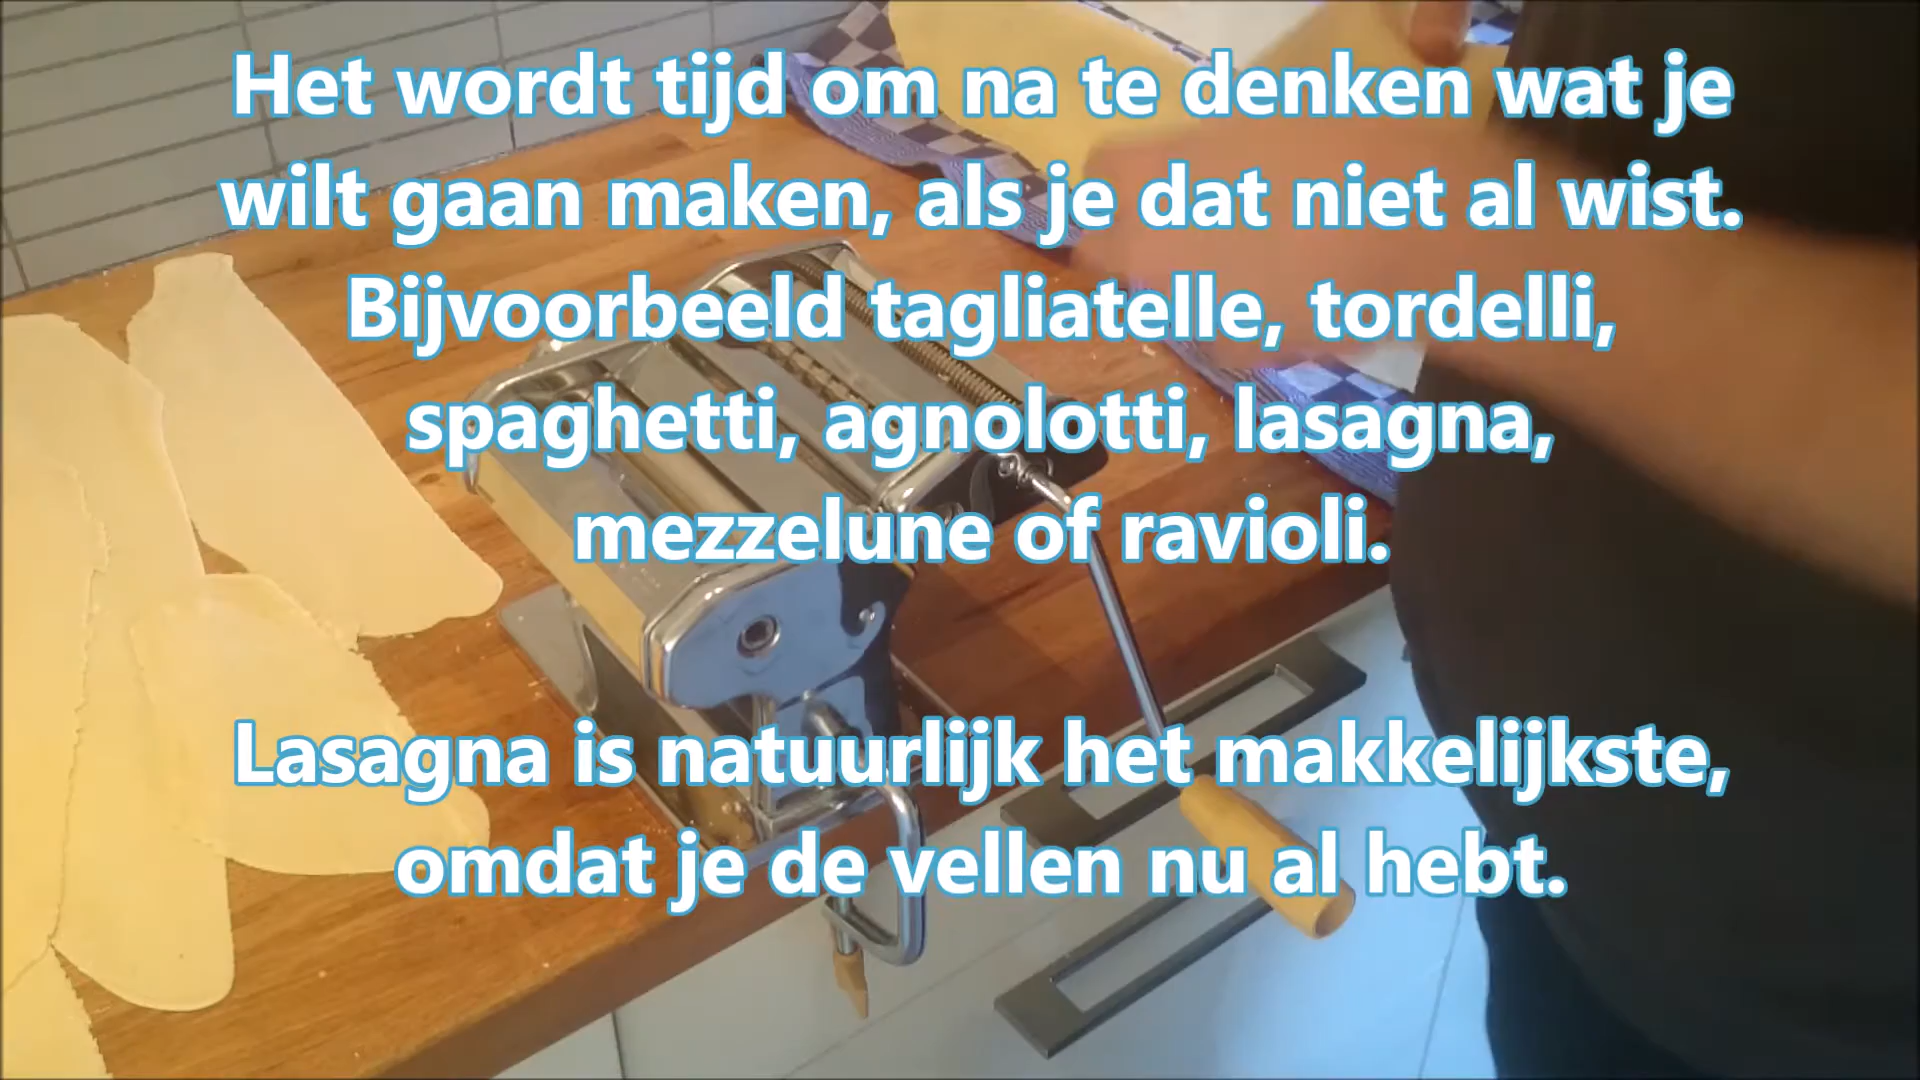 Het wordt tijd om na te denken wat je
wilt gaan maken, als je dat niet al wist.
Bijvoorbeeld tagliatelle, tordelli,
spaghetti, agnolotti, lasagna,
mezzelune of ravioli.
Lasagna is natuurlijk het makkelijkste,
omdat je de vellen nu al hebt.